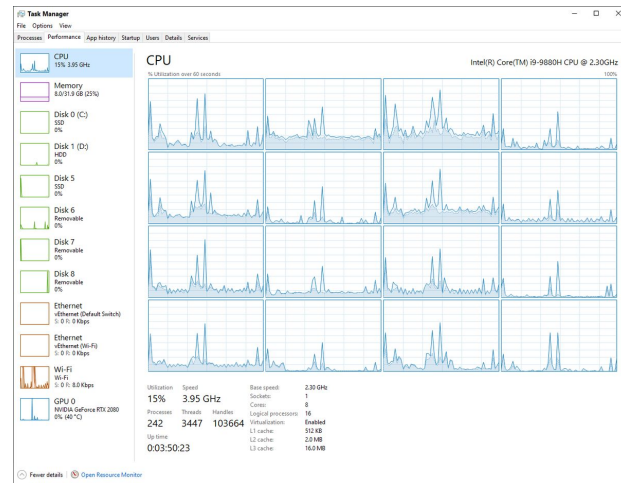 Task Manager
File Options View
Processes Performance App history Startup Users Details Services
CPU
15% 3.95 GHz
Memory
8.0/31.9 GB (25%)
Disk 0 (C:)
SSD
0%
Disk 1 (D:)
HDD
0%
Disk 5
SSD
0%
Disk 6
Removable
0%
Disk 7
Removable
0%
Disk 8
Removable
0%
Ethernet
vEthernet (Default Switch)
S: 0 R: 0 Kbps
Ethernet
vEthernet (Wi-Fi)
S: 0 R: 0 Kbps
Wi-Fi
Wi-Fi
S: 0 R: 8.0 Kbps
GPU 0
NVIDIA GeForce RTX 2080
0% (40 °C)
CPU Intel(R) Core(TM) i9-9880H CPU @ 2.30GHz
% Utilization over 60 seconds 100%
Utilization Speed
15% 3.95 GHz
Processes Threads Handles
242 3447 103664
Up time
0:03:50:23
Base speed: 2.30 GHz
Sockets: 1
Cores: 8
Logical processors: 16
Virtualization: Enabled
L1 cache: 512 KB
L2 cache: 2.0 MB
L3 cache: 16.0 MB
Fewer details Open Resource Monitor